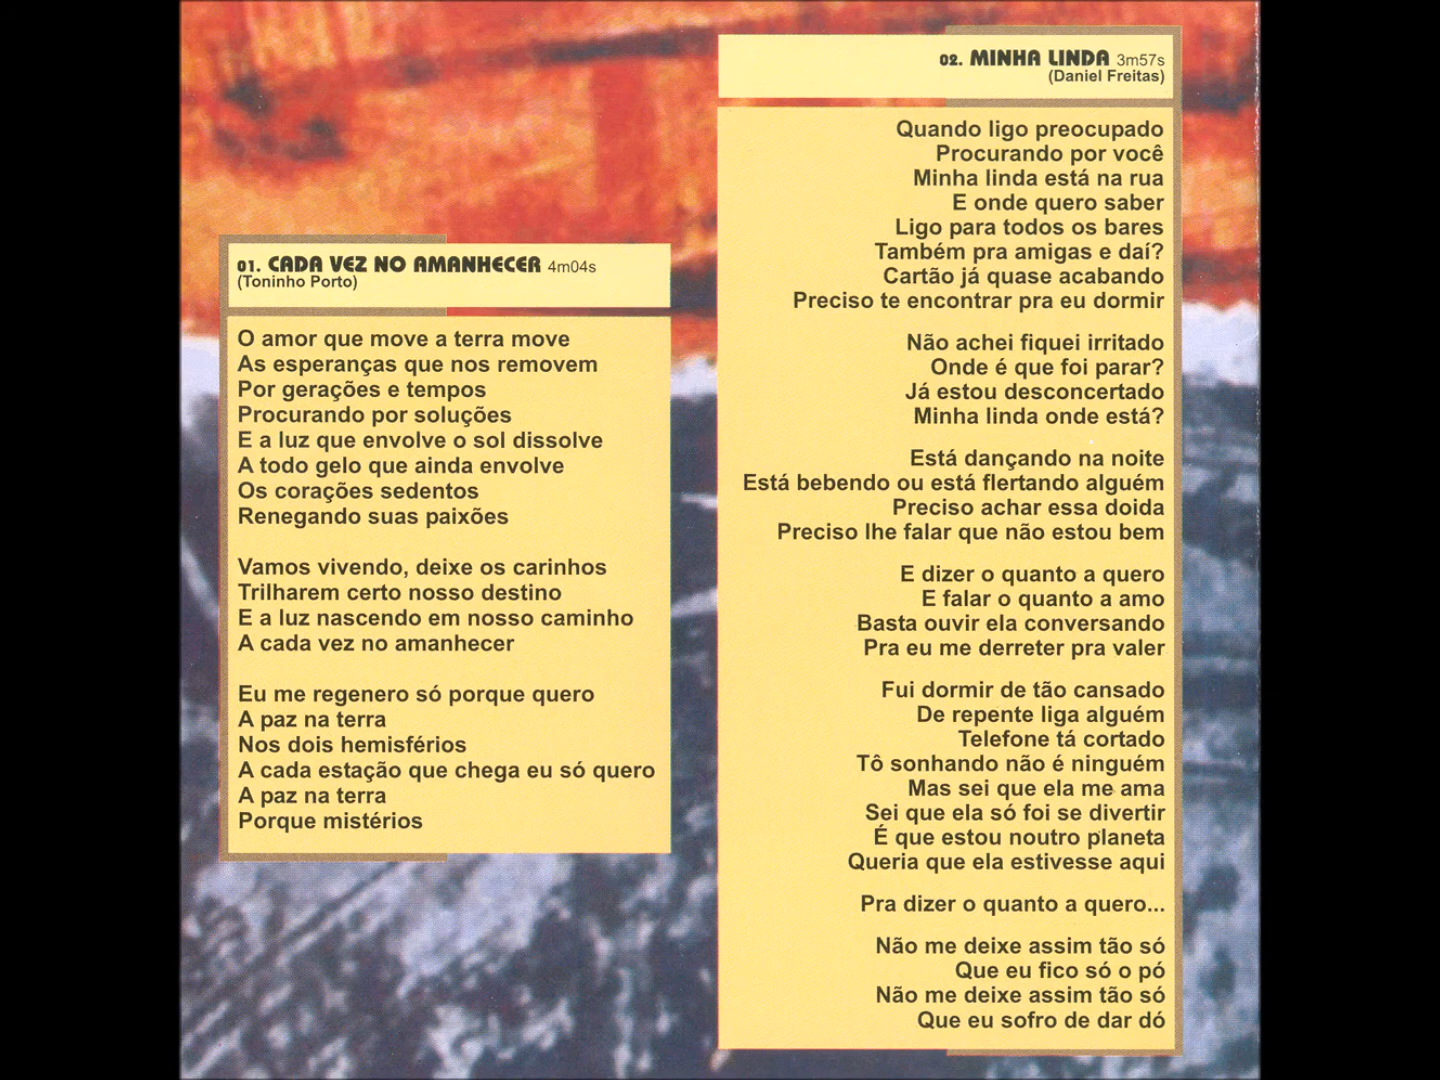 01. CADA VEZ NO AMANHECER 4m04s
(Toninho Porto)
O amor que move a terra move
As esperanças que nos removem
Por gerações e tempos
Procurando por soluções
E a luz que envolve o sol dissolve
A todo gelo que ainda envolve
Os corações sedentos
Renegando suas paixões
Vamos vivendo, deixe os carinhos
Trilharem certo nosso destino
E a luz nascendo em nosso caminho
A cada vez no amanhecer
Eu me regenero só porque quero
A paz na terra
Nos dois hemisférios
A cada estação que chega eu só quero
A paz na terra
Porque mistérios
02. MINHA LINDA 3m57s
(Daniel Freitas)
Quando ligo preocupado
Procurando por você
Minha linda está na rua
E onde quero saber
Ligo para todos os bares
Também pra amigas e daí?
Cartão já quase acabando
Preciso te encontrar pra eu dormir
Não achei fiquei irritado
Onde é que foi parar?
Já estou desconcertado
Minha linda onde está?
Está dançando na noite
Está bebendo ou está flertando alguém
Preciso achar essa doida
Preciso lhe falar que não estou bem
E dizer o quanto a quero
E falar o quanto a amo
Basta ouvir ela conversando
Pra eu me derreter pra valer
Fui dormir de tão cansado
De repente liga alguém
Telefone tá cortado
Tô sonhando não é ninguém
Mas sei que ela me ama
Sei que ela só foi se divertir
É que estou noutro planeta
Queria que ela estivesse aqui
Pra dizer o quanto a quero...
Não me deixe assim tão só
Que eu fico só o pó
Não me deixe assim tão só
Que eu sofro de dar dó